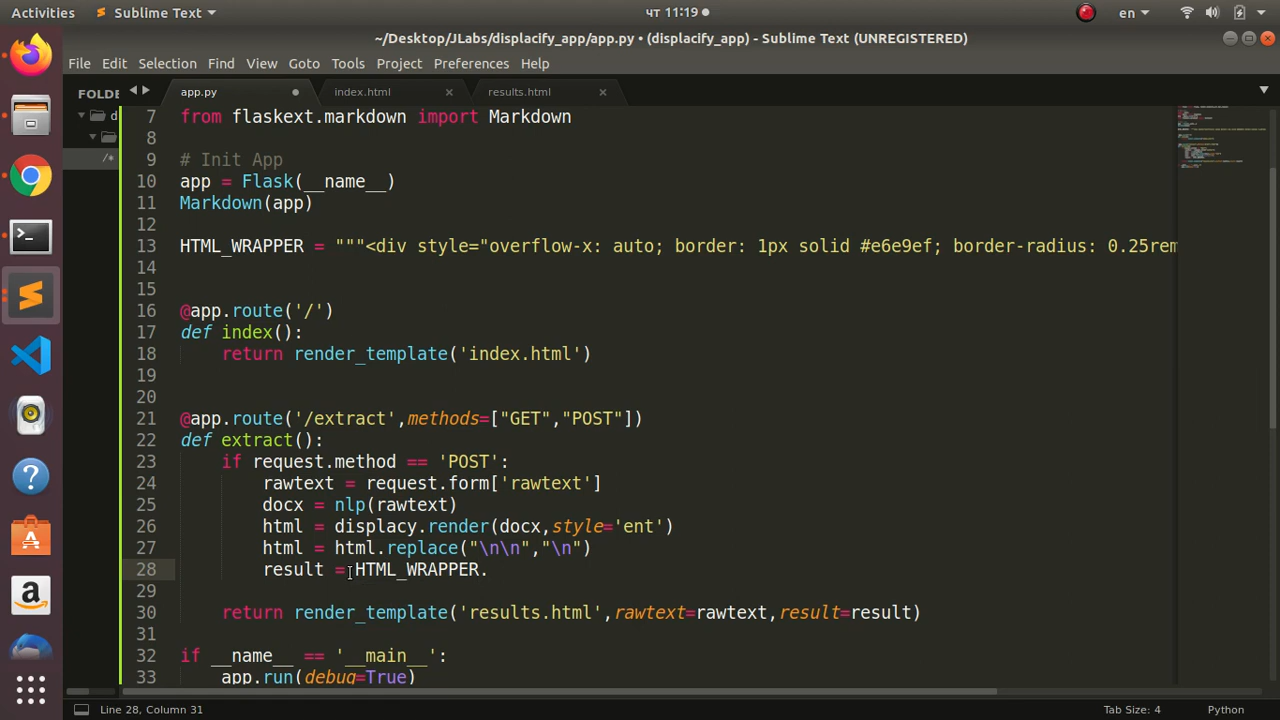 Activities
Sublime Text
чт 11:19
en
~/Desktop/JLabs/displacify_app/app.py • (displacify_app) - Sublime Text (UNREGISTERED)
File Edit Selection Find View Goto Tools Project Preferences Help
FOLDE
app.py
index.html
results.html
d
/*
7 from flaskext.markdown import Markdown
8
9 # Init App
10 app = Flask(__name__)
11 Markdown(app)
12
13 HTML_WRAPPER = """<div style="overflow-x: auto; border: 1px solid #e6e9ef; border-radius: 0.25rem
14
15
16 @app.route('/')
17 def index():
18 return render_template('index.html')
19
20
21 @app.route('/extract',methods=["GET","POST"])
22 def extract():
23 if request.method == 'POST':
24 rawtext = request.form['rawtext']
25 docx = nlp(rawtext)
26 html = displacy.render(docx,style='ent')
27 html = html.replace("\n\n","\n")
28 result = HTML_WRAPPER.
29
30 return render_template('results.html',rawtext=rawtext,result=result)
31
32 if __name__ == '__main__':
33 app.run(debug=True)
Line 28, Column 31
Tab Size: 4
Python